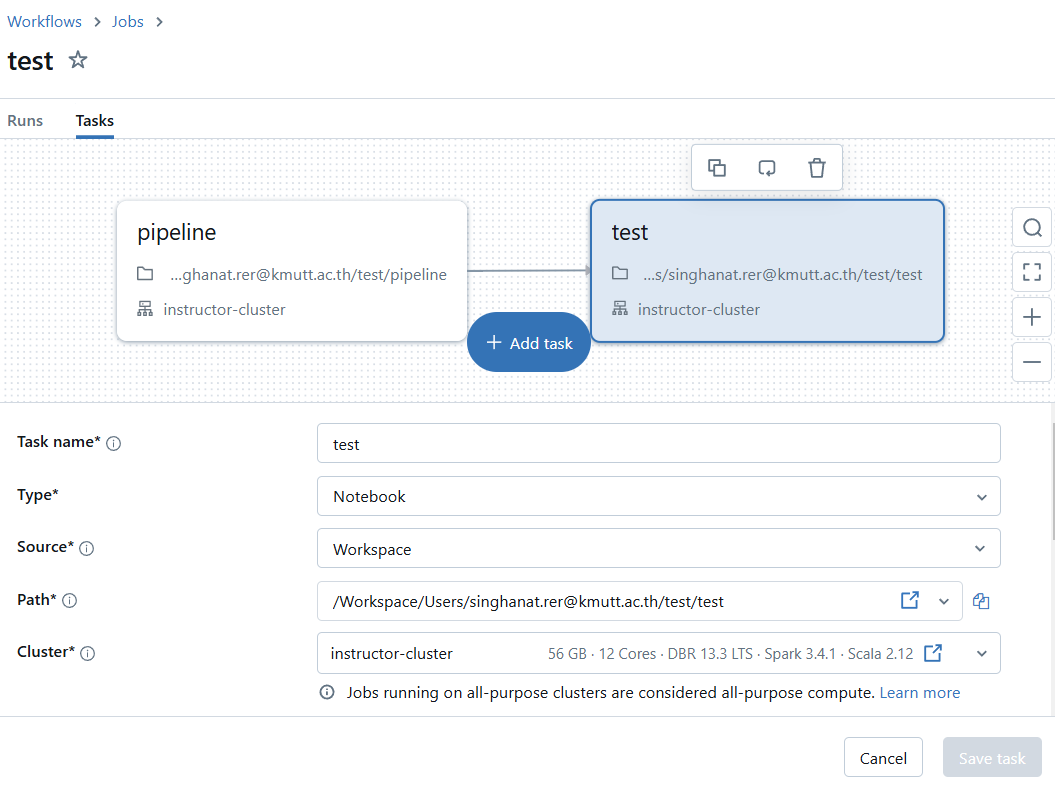 Workflows > Jobs >
test
Runs Tasks
pipeline
...ghanat.rer@kmutt.ac.th/test/pipeline
instructor-cluster
test
...s/singhanat.rer@kmutt.ac.th/test/test
instructor-cluster
+ Add task
Task name* test
Type* Notebook
Source* Workspace
Path* /Workspace/Users/singhanat.rer@kmutt.ac.th/test/test
Cluster* instructor-cluster 56 GB · 12 Cores · DBR 13.3 LTS · Spark 3.4.1 · Scala 2.12
Jobs running on all-purpose clusters are considered all-purpose compute. Learn more
Cancel Save task